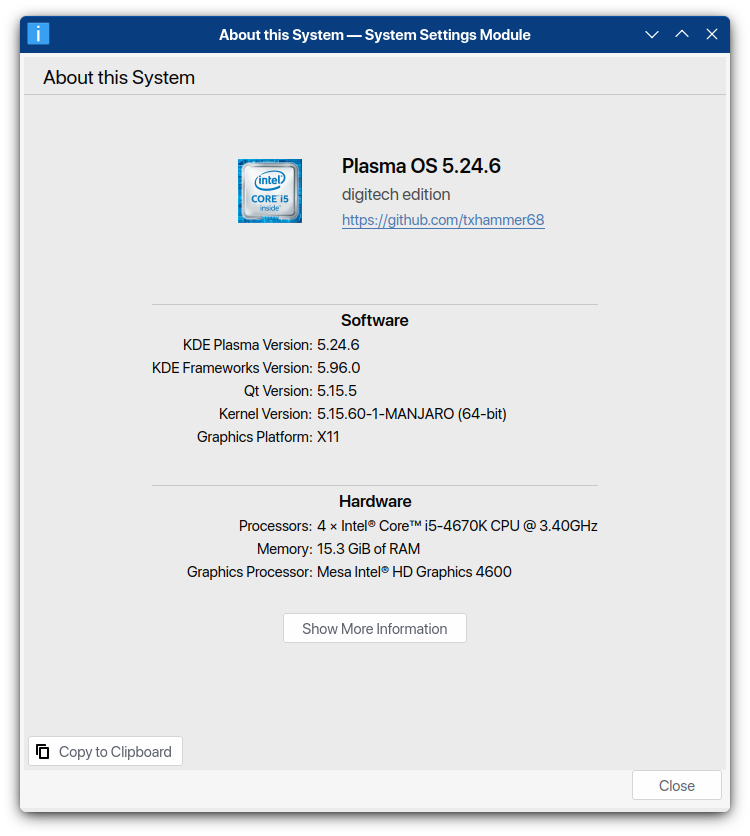 i
About this System — System Settings Module
About this System
intel®
CORE i5
inside™
Plasma OS 5.24.6
digitech edition
https://github.com/txhammer68
Software
KDE Plasma Version: 5.24.6
KDE Frameworks Version: 5.96.0
Qt Version: 5.15.5
Kernel Version: 5.15.60-1-MANJARO (64-bit)
Graphics Platform: X11
Hardware
Processors: 4 × Intel® Core™ i5-4670K CPU @ 3.40GHz
Memory: 15.3 GiB of RAM
Graphics Processor: Mesa Intel® HD Graphics 4600
Show More Information
Copy to Clipboard
Close